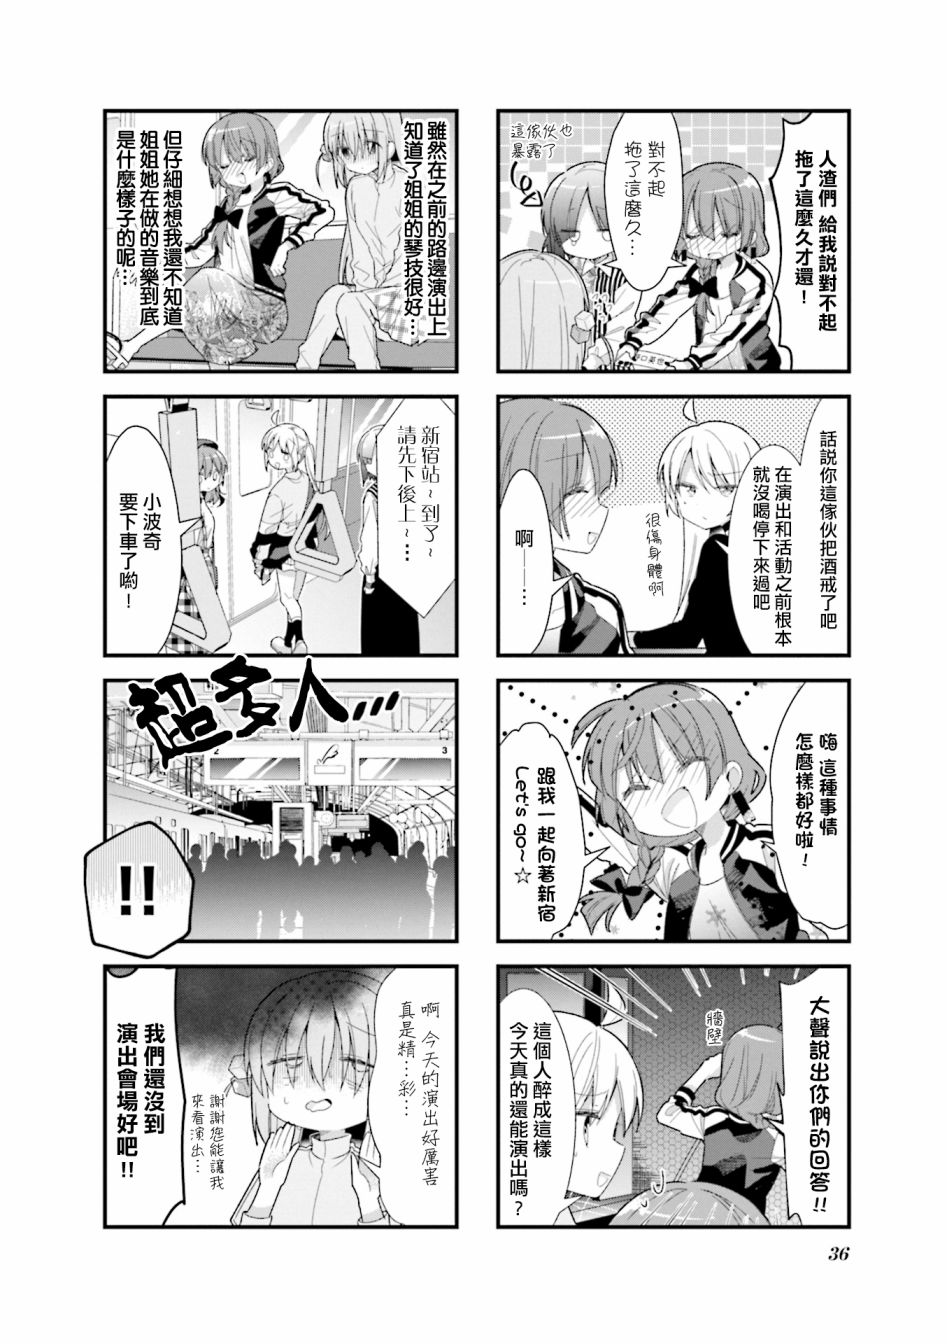 人渣們 給我説對不起
拖了這麼久才還！
對不起
拖了這麼久…
這傢伙也
暴露了
話説你這傢伙把酒戒了吧
在演出和活動之前根本
就沒喝停下來過吧
很傷身體啊
啊………
嗨 這種事情
怎麼樣都好啦！
跟我一起向著新宿
Let's go~☆
大聲説出你們的回答!!
牆壁
這個人醉成這樣
今天真的還能演出嗎？
雖然在之前的路邊演出上
知道了姐姐的琴技很好…
但仔細想想我還不知道
姐姐她在做的音樂到底
是什麼樣子的呢…
新宿站～到了～
請先下後上～…
小波奇
要下車了喲！
超多人…
2
3
!!
啊 今天的演出好厲害
真是精…彩…
謝謝您能讓我
來看演出…
我們還沒到
演出會場好吧!!
36